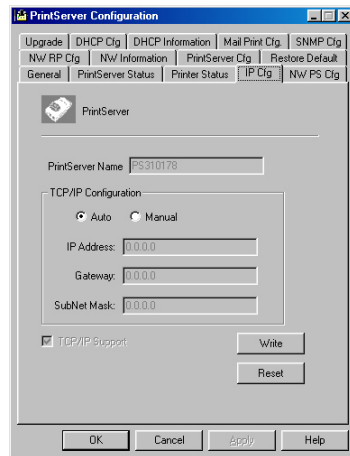 PrintServer Configuration
Upgrade DHCP Cfg DHCP Information Mail Print Cfg. SNMP Cfg
NW RP Cfg NW Information PrintServer Cfg Restore Default
General PrintServer Status Printer Status IP Cfg NW PS Cfg
PrintServer
PrintServer Name PS310178
TCP/IP Configuration
Auto Manual
IP Address: 0.0.0.0
Gateway: 0.0.0.0
SubNet Mask: 0.0.0.0
TCP/IP Support
Write
Reset
OK Cancel Apply Help